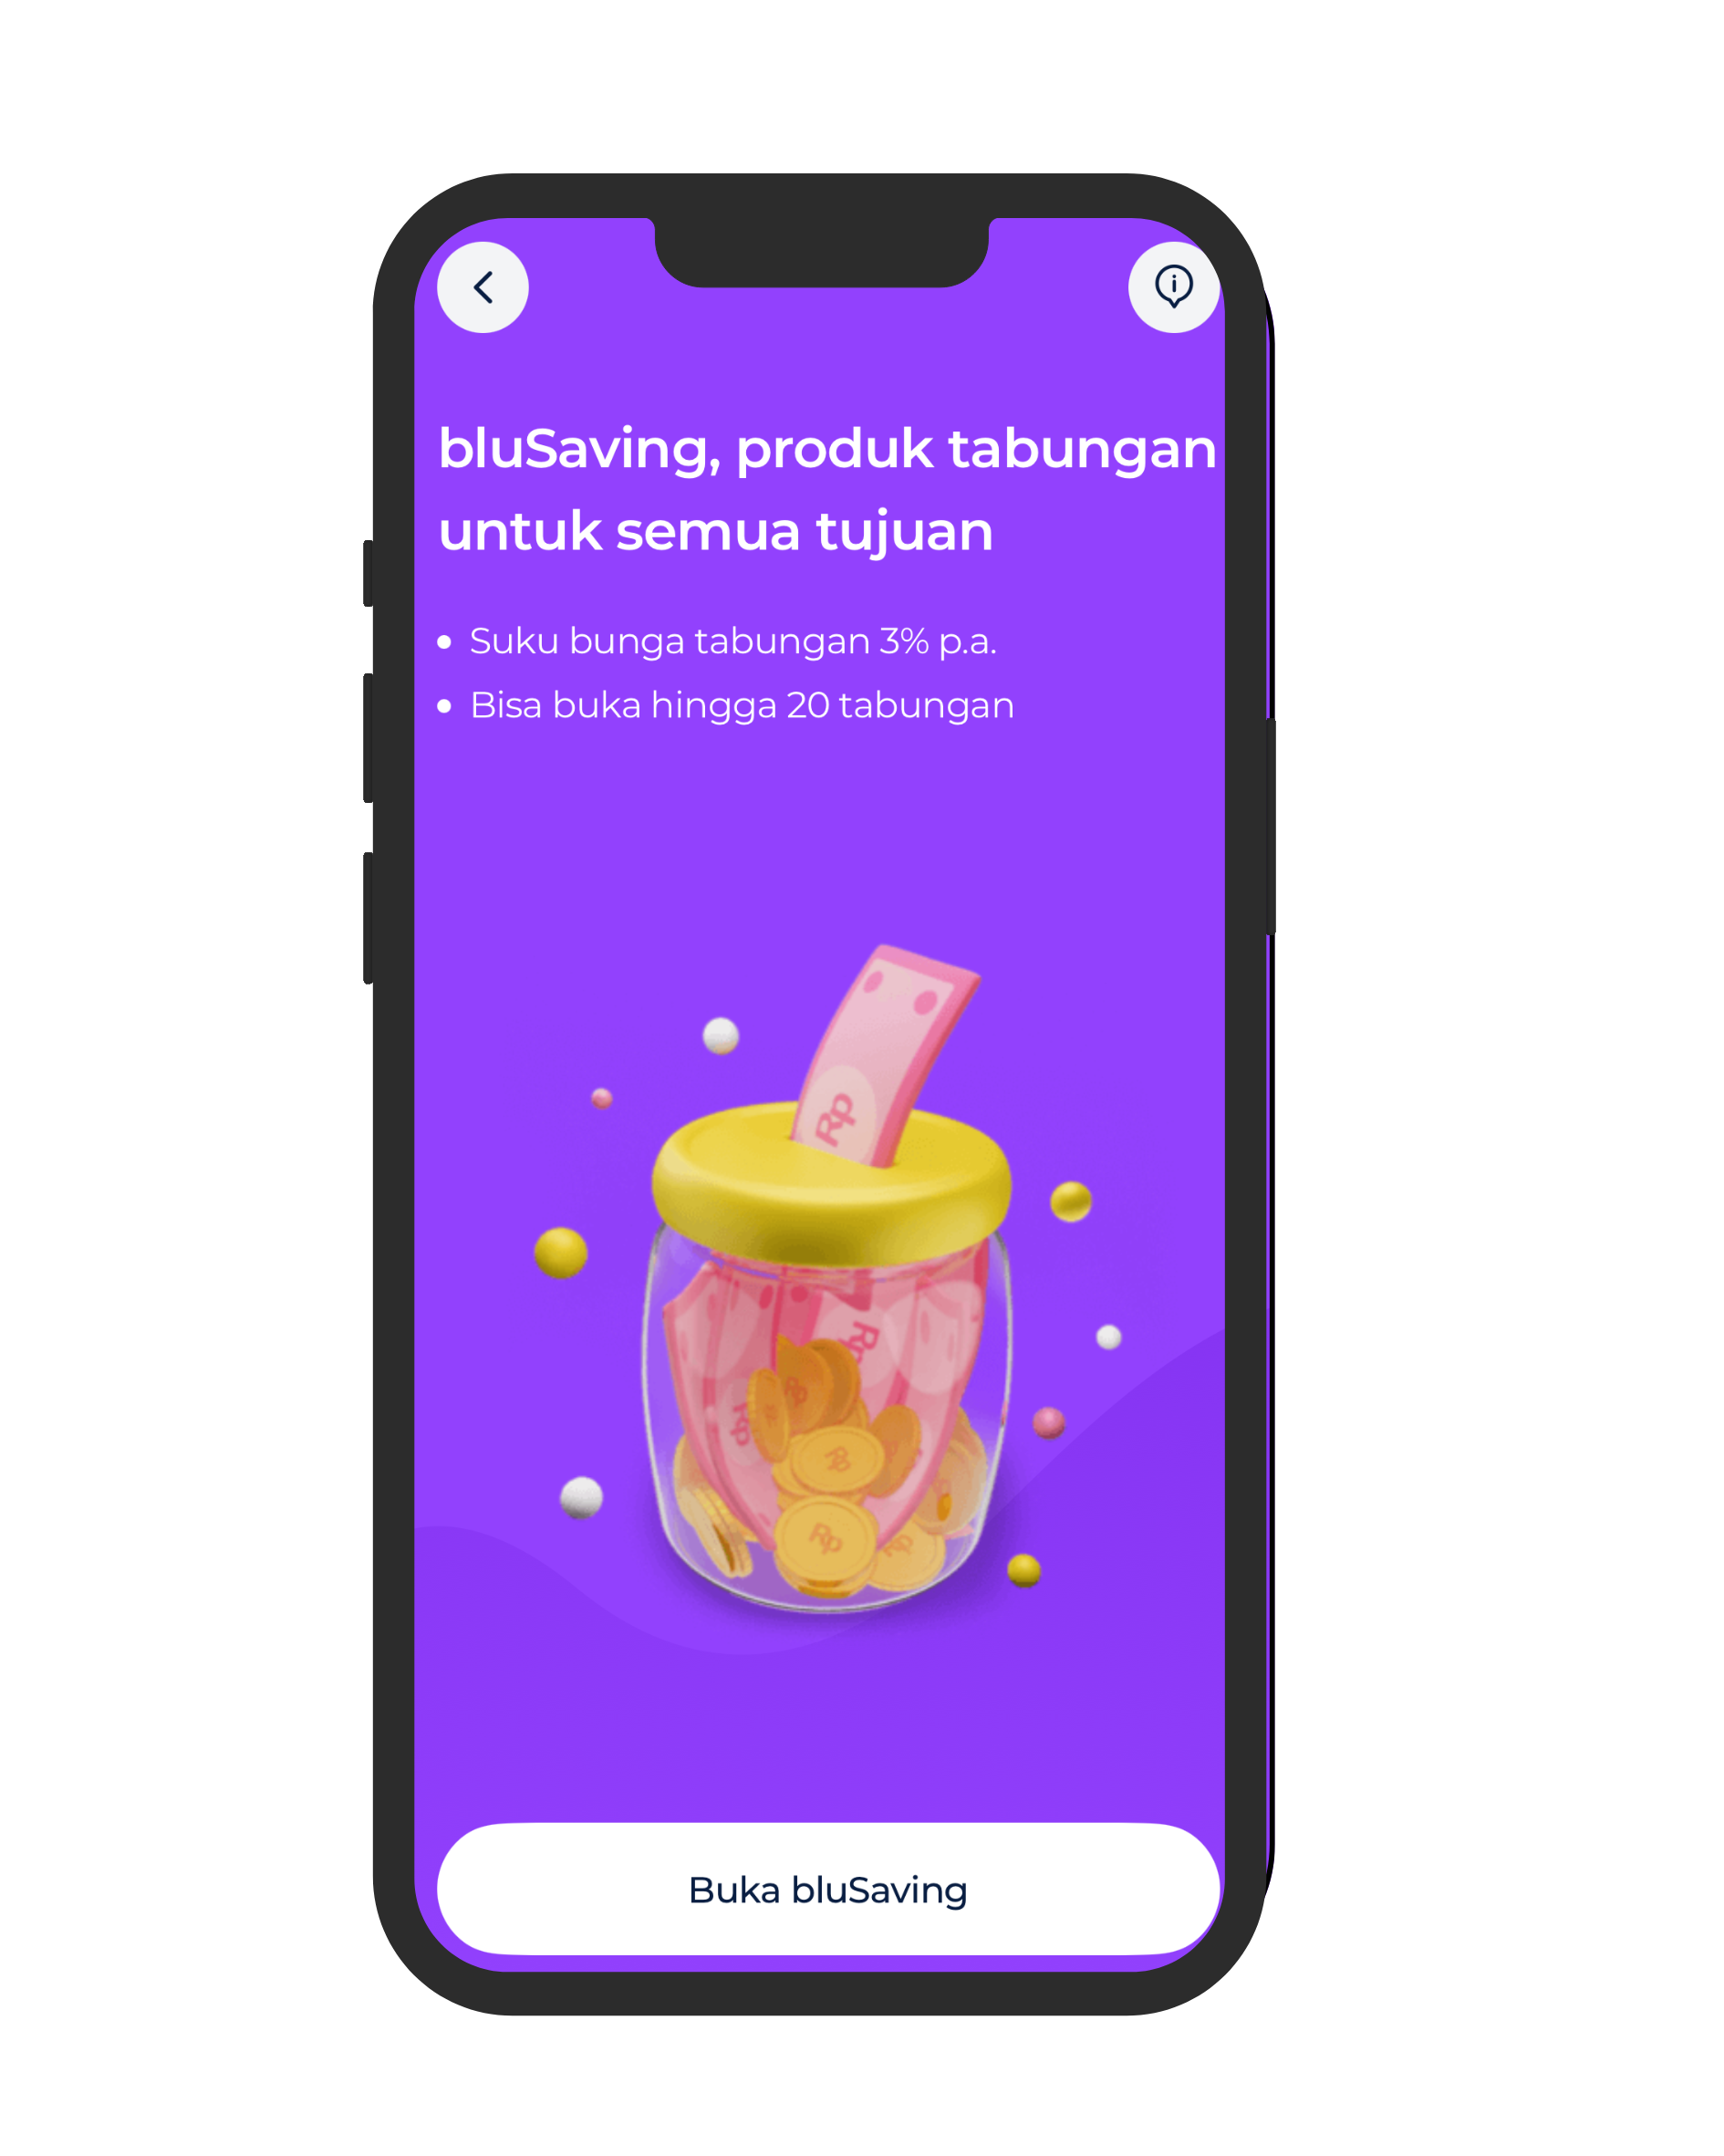 bluSaving, produk tabungan
untuk semua tujuan
Suku bunga tabungan 3% p.a.
Bisa buka hingga 20 tabungan
Rp
Rp
Rp
Rp
Rp
Rp
Buka bluSaving